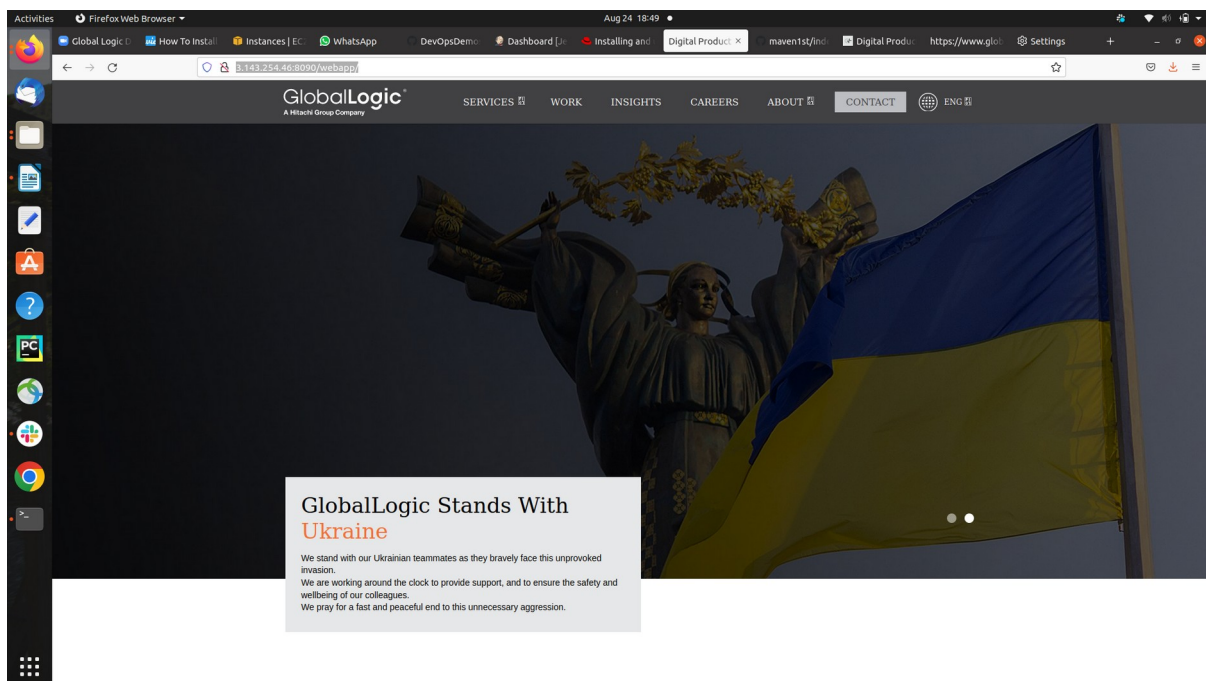 Activities
Firefox Web Browser
Aug 24 18:49
Global Logic D
How To Install
Instances | EC
WhatsApp
DevOpsDemo
Dashboard [Je
Installing and
Digital Product
maven1st/ind
Digital Produc
https://www.glob
Settings
3.143.254.46:8090/webapp/
GlobalLogic
A Hitachi Group Company
SERVICES
WORK
INSIGHTS
CAREERS
ABOUT
CONTACT
ENG
PC
GlobalLogic Stands With
Ukraine
We stand with our Ukrainian teammates as they bravely face this unprovoked
invasion.
We are working around the clock to provide support, and to ensure the safety and
wellbeing of our colleagues.
We pray for a fast and peaceful end to this unnecessary aggression.